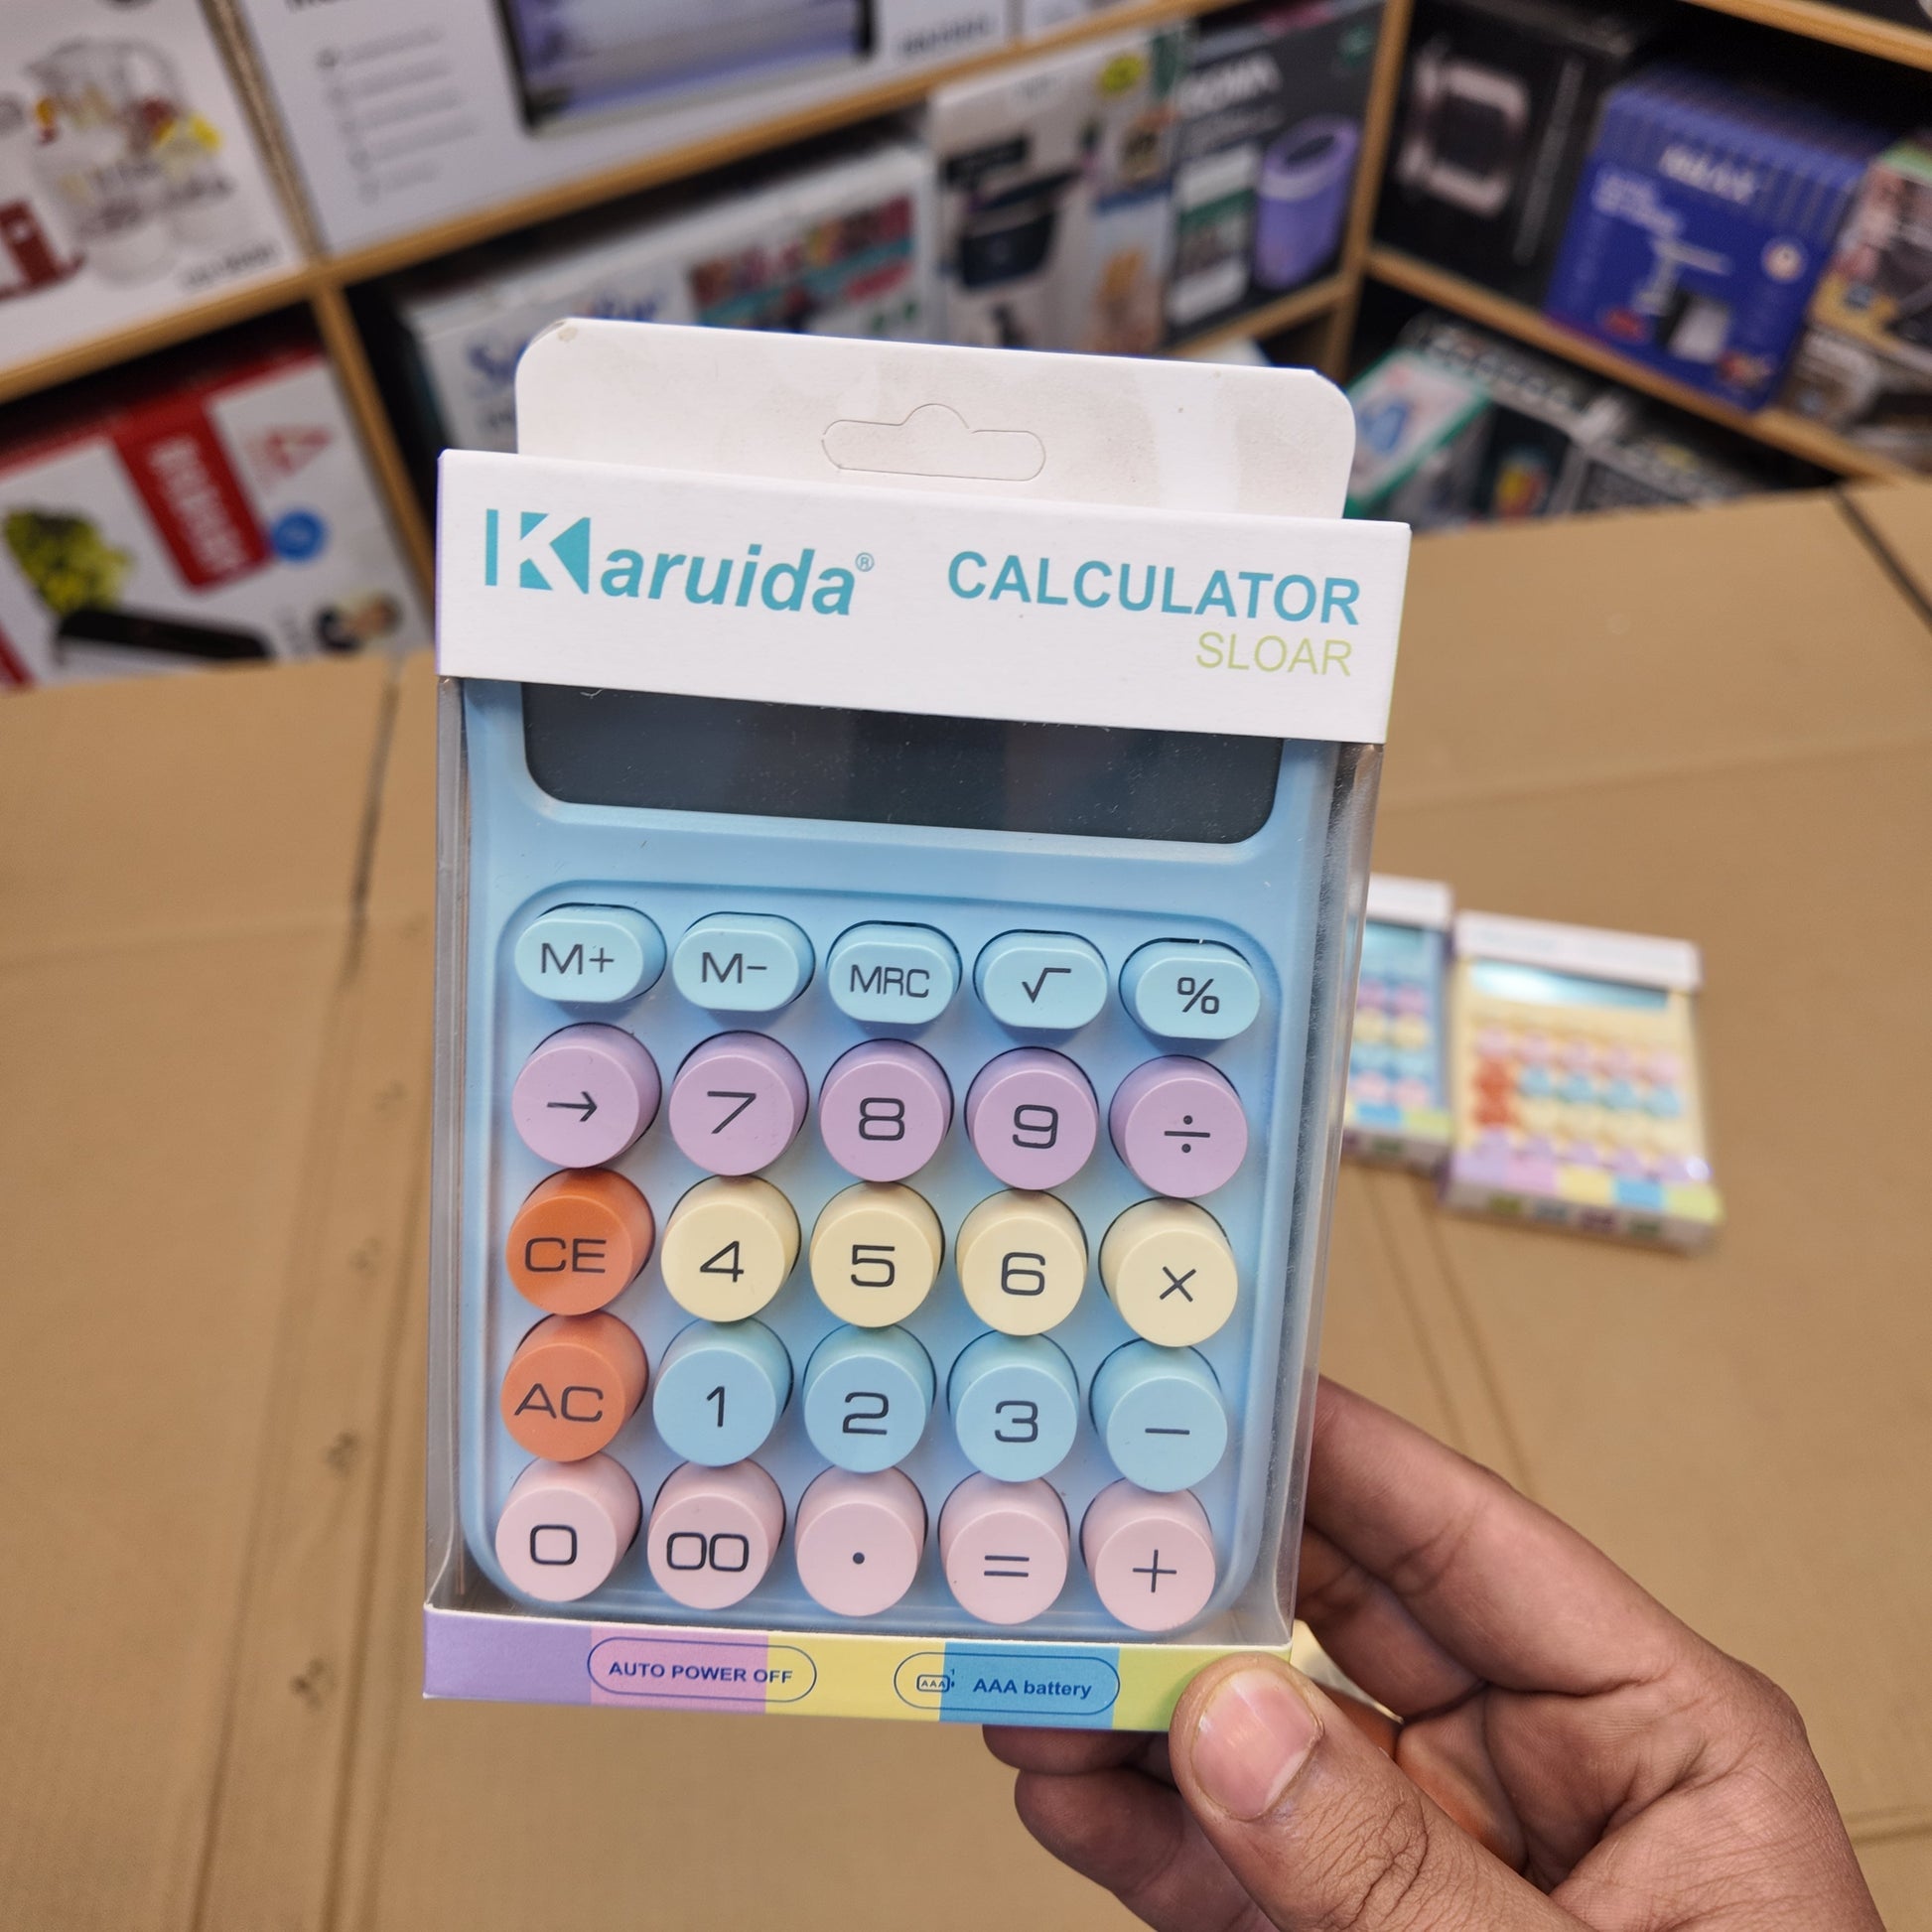 Karuida® CALCULATOR
SLOAR
M+ M− MRC √ %
→ 7 8 9 ÷
CE 4 5 6 ×
AC 1 2 3 −
0 00 . = +
AUTO POWER OFF AAA AAA battery